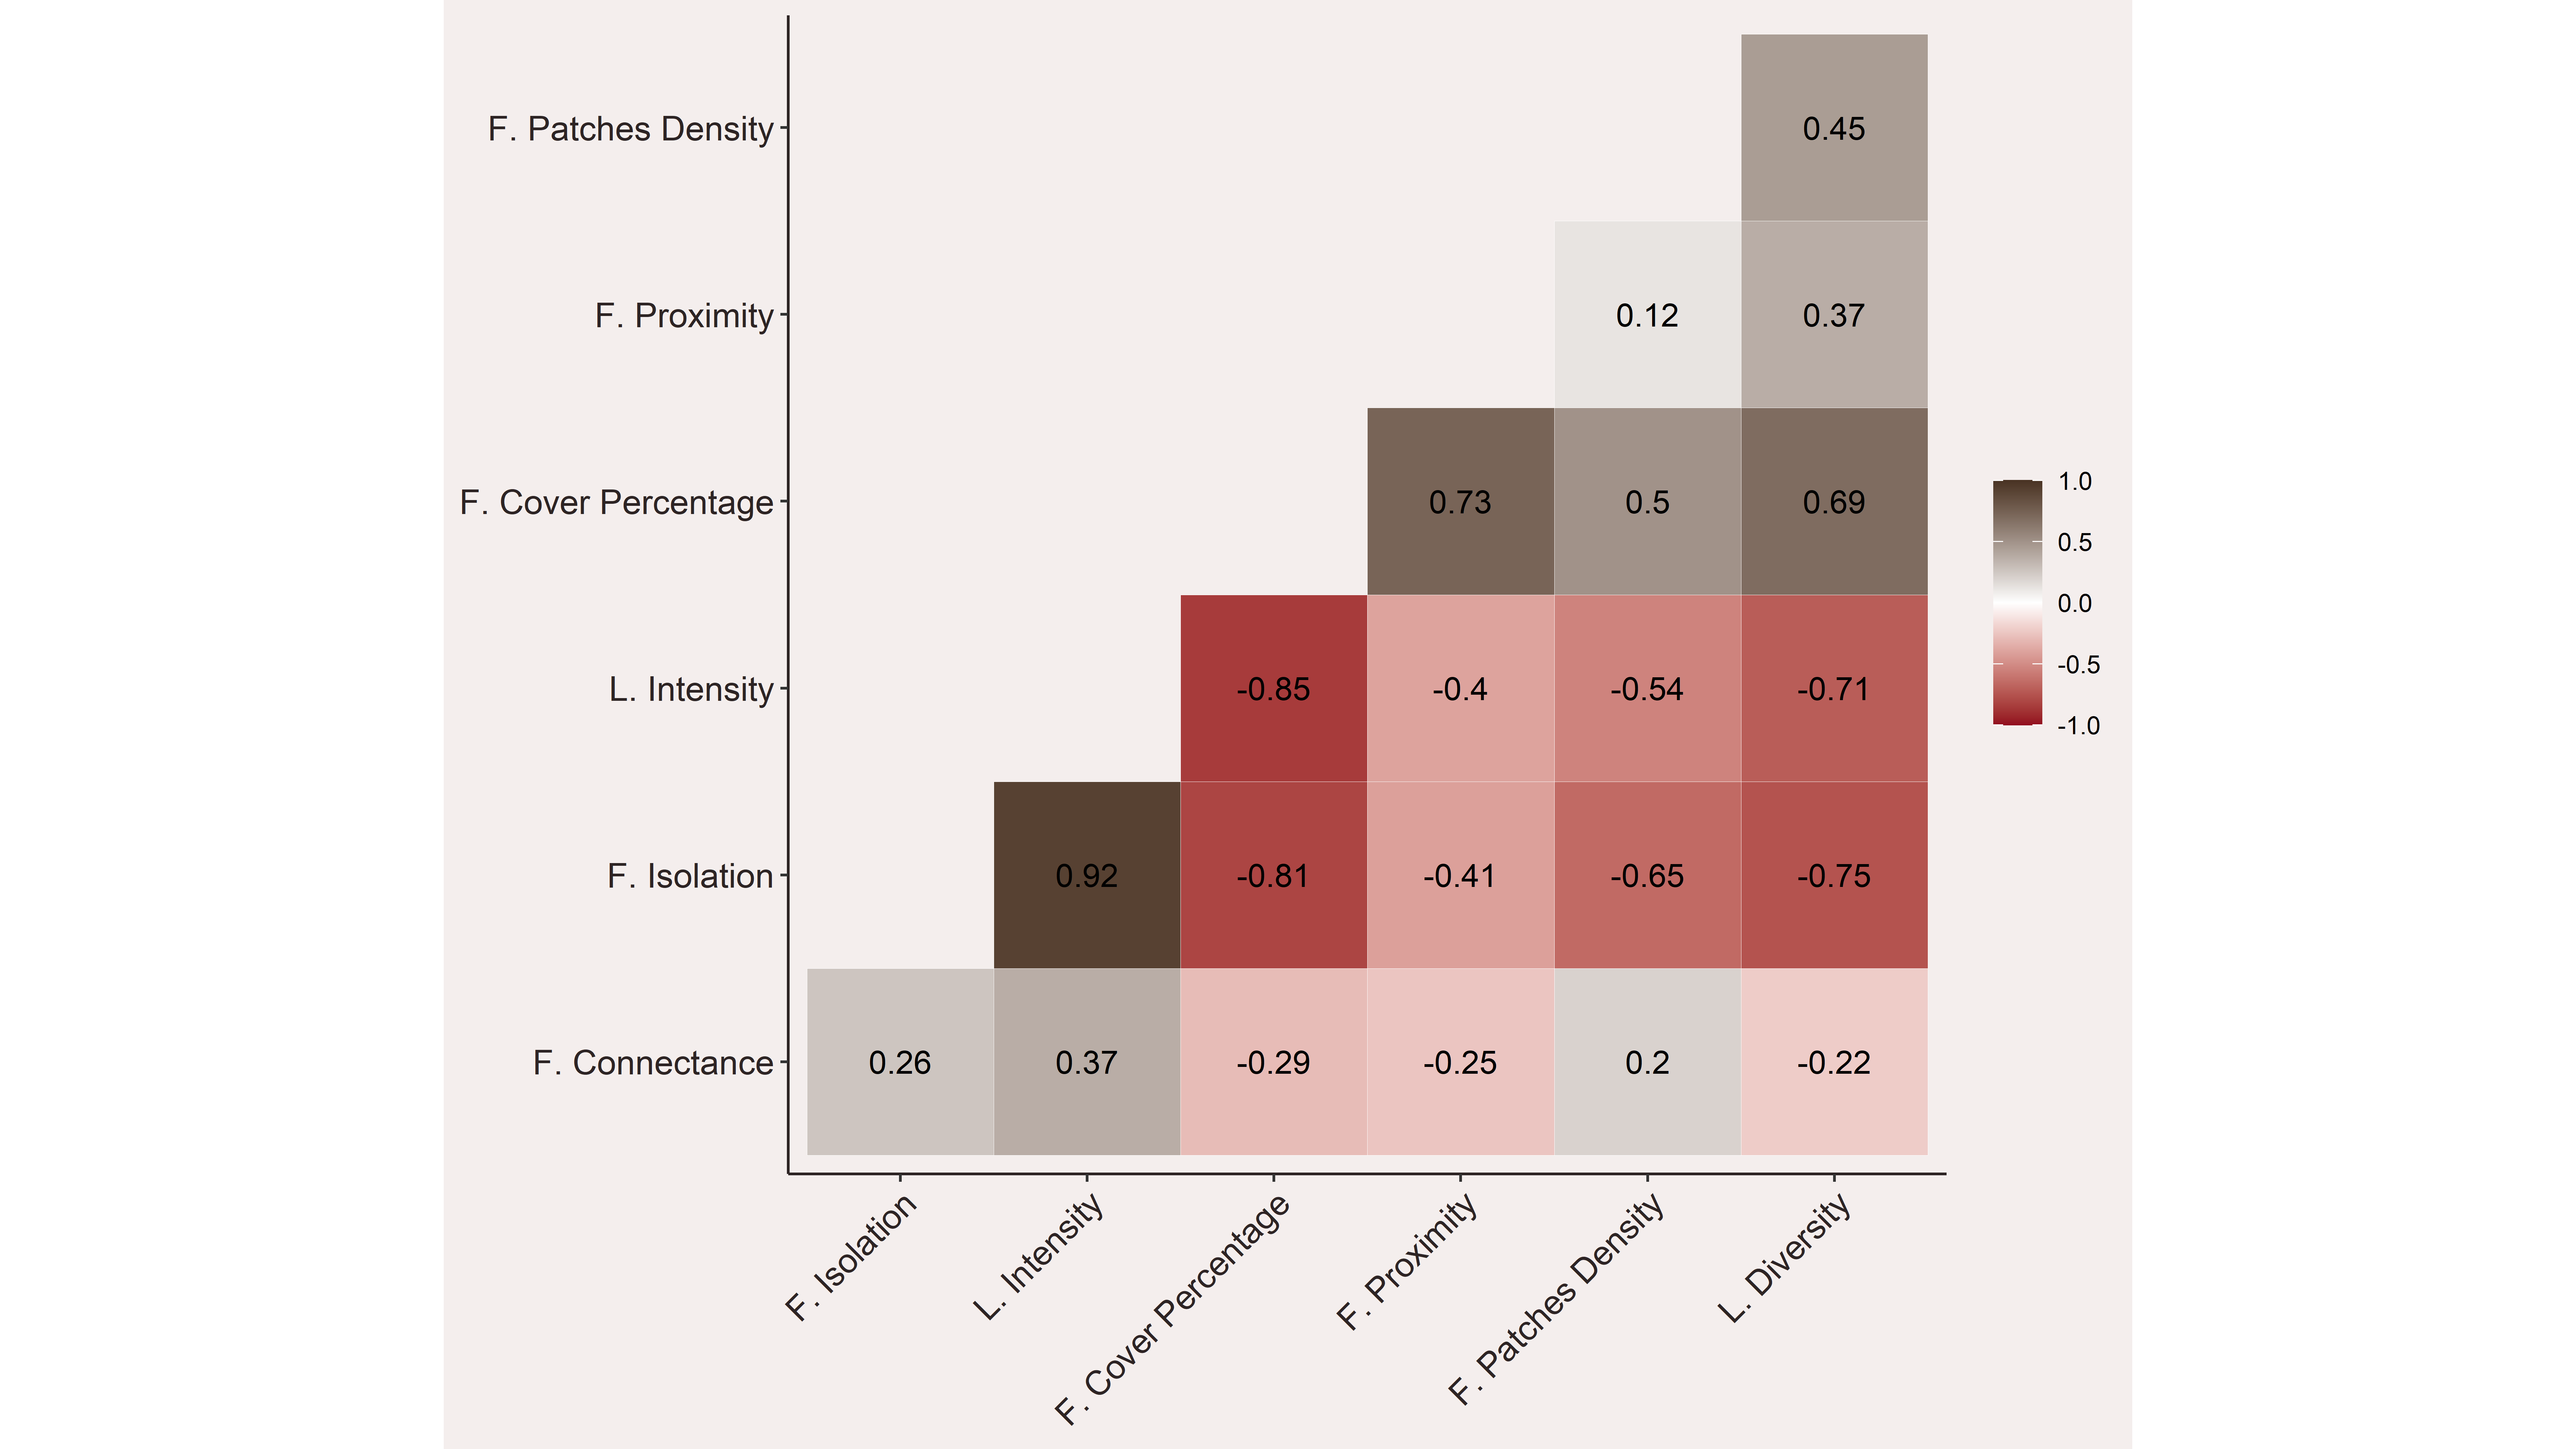 F. Patches Density
0.45
F. Proximity
0.12 0.37
F. Cover Percentage
0.73 0.5 0.69
L. Intensity
-0.85 -0.4 -0.54 -0.71
F. Isolation
0.92 -0.81 -0.41 -0.65 -0.75
F. Connectance
0.26 0.37 -0.29 -0.25 0.2 -0.22
F. Isolation
L. Intensity
F. Cover Percentage
F. Proximity
F. Patches Density
L. Diversity
1.0
0.5
0.0
-0.5
-1.0